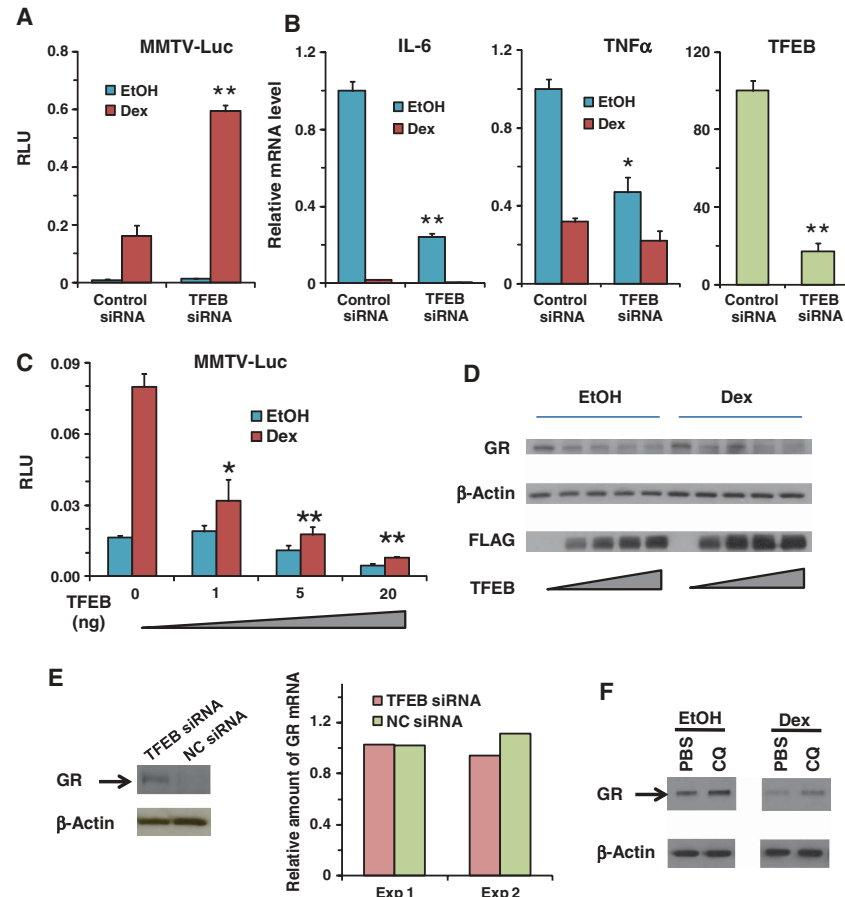 A
MMTV-Luc
0.8
0.6
0.4
0.2
0
RLU
EtOH
Dex
**
Control siRNA
TFEB siRNA
B
IL-6
1.2
0.8
0.4
0
Relative mRNA level
EtOH
Dex
**
Control siRNA
TFEB siRNA
TNFα
1.2
0.8
0.4
0
EtOH
Dex
*
Control siRNA
TFEB siRNA
TFEB
120
80
40
0
**
Control siRNA
TFEB siRNA
C
MMTV-Luc
0.09
0.06
0.03
0.00
RLU
EtOH
Dex
*
**
**
0 1 5 20
TFEB (ng)
D
EtOH Dex
GR
β-Actin
FLAG
TFEB
E
TFEB siRNA
NC siRNA
GR
β-Actin
Relative amount of GR mRNA
1.2
0.8
0.4
0
TFEB siRNA
NC siRNA
Exp 1 Exp 2
F
EtOH Dex
PBS CQ PBS CQ
GR
β-Actin